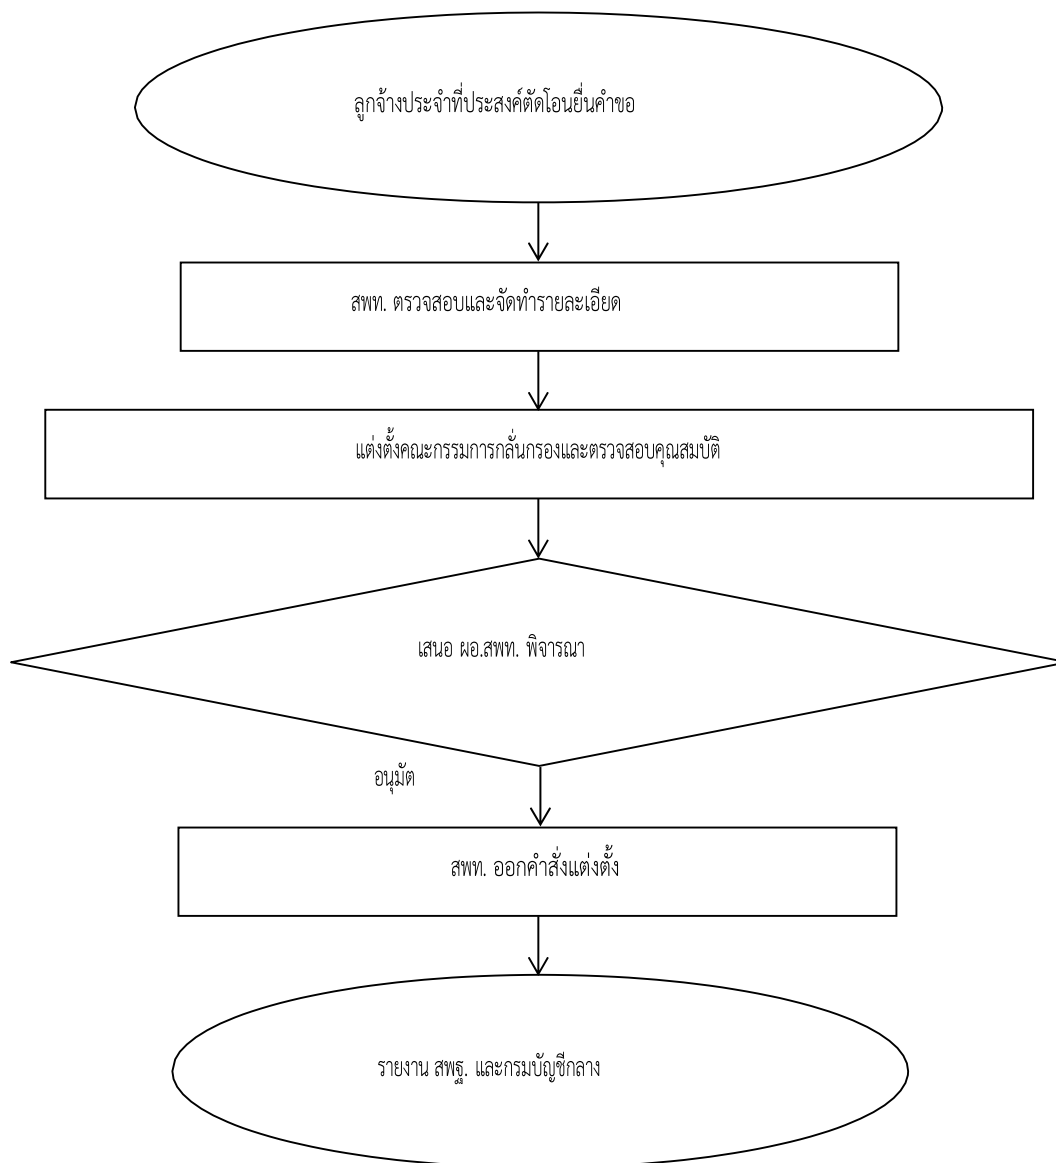 ลูกจ้างประจำที่ประสงค์ตัดโอนยื่นคำขอ
สพท. ตรวจสอบและจัดทำรายละเอียด
แต่งตั้งคณะกรรมการกลั่นกรองและตรวจสอบคุณสมบัติ
เสนอ ผอ.สพท. พิจารณา
อนุมัต
สพท. ออกคำสั่งแต่งตั้ง
รายงาน สพฐ. และกรมบัญชีกลาง